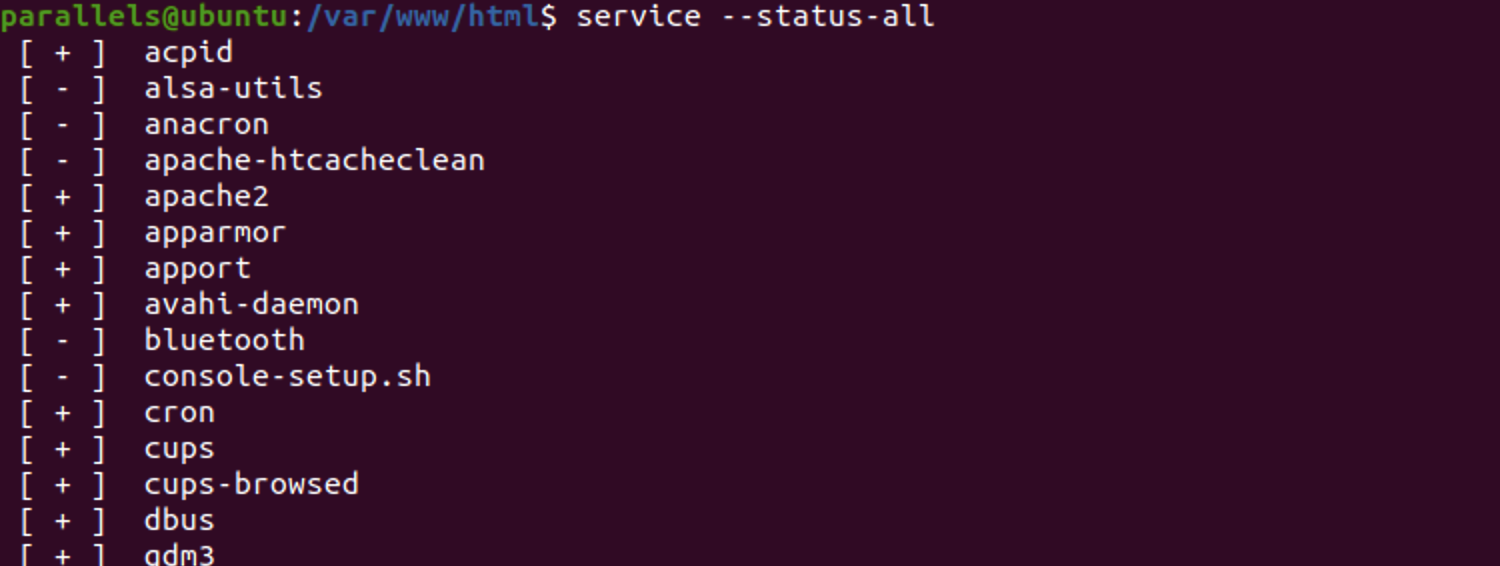 parallels@ubuntu:/var/www/html$ service --status-all
[ + ]  acpid
[ - ]  alsa-utils
[ - ]  anacron
[ - ]  apache-htcacheclean
[ + ]  apache2
[ + ]  apparmor
[ + ]  apport
[ + ]  avahi-daemon
[ - ]  bluetooth
[ - ]  console-setup.sh
[ + ]  cron
[ + ]  cups
[ + ]  cups-browsed
[ + ]  dbus
[ + ]  gdm3